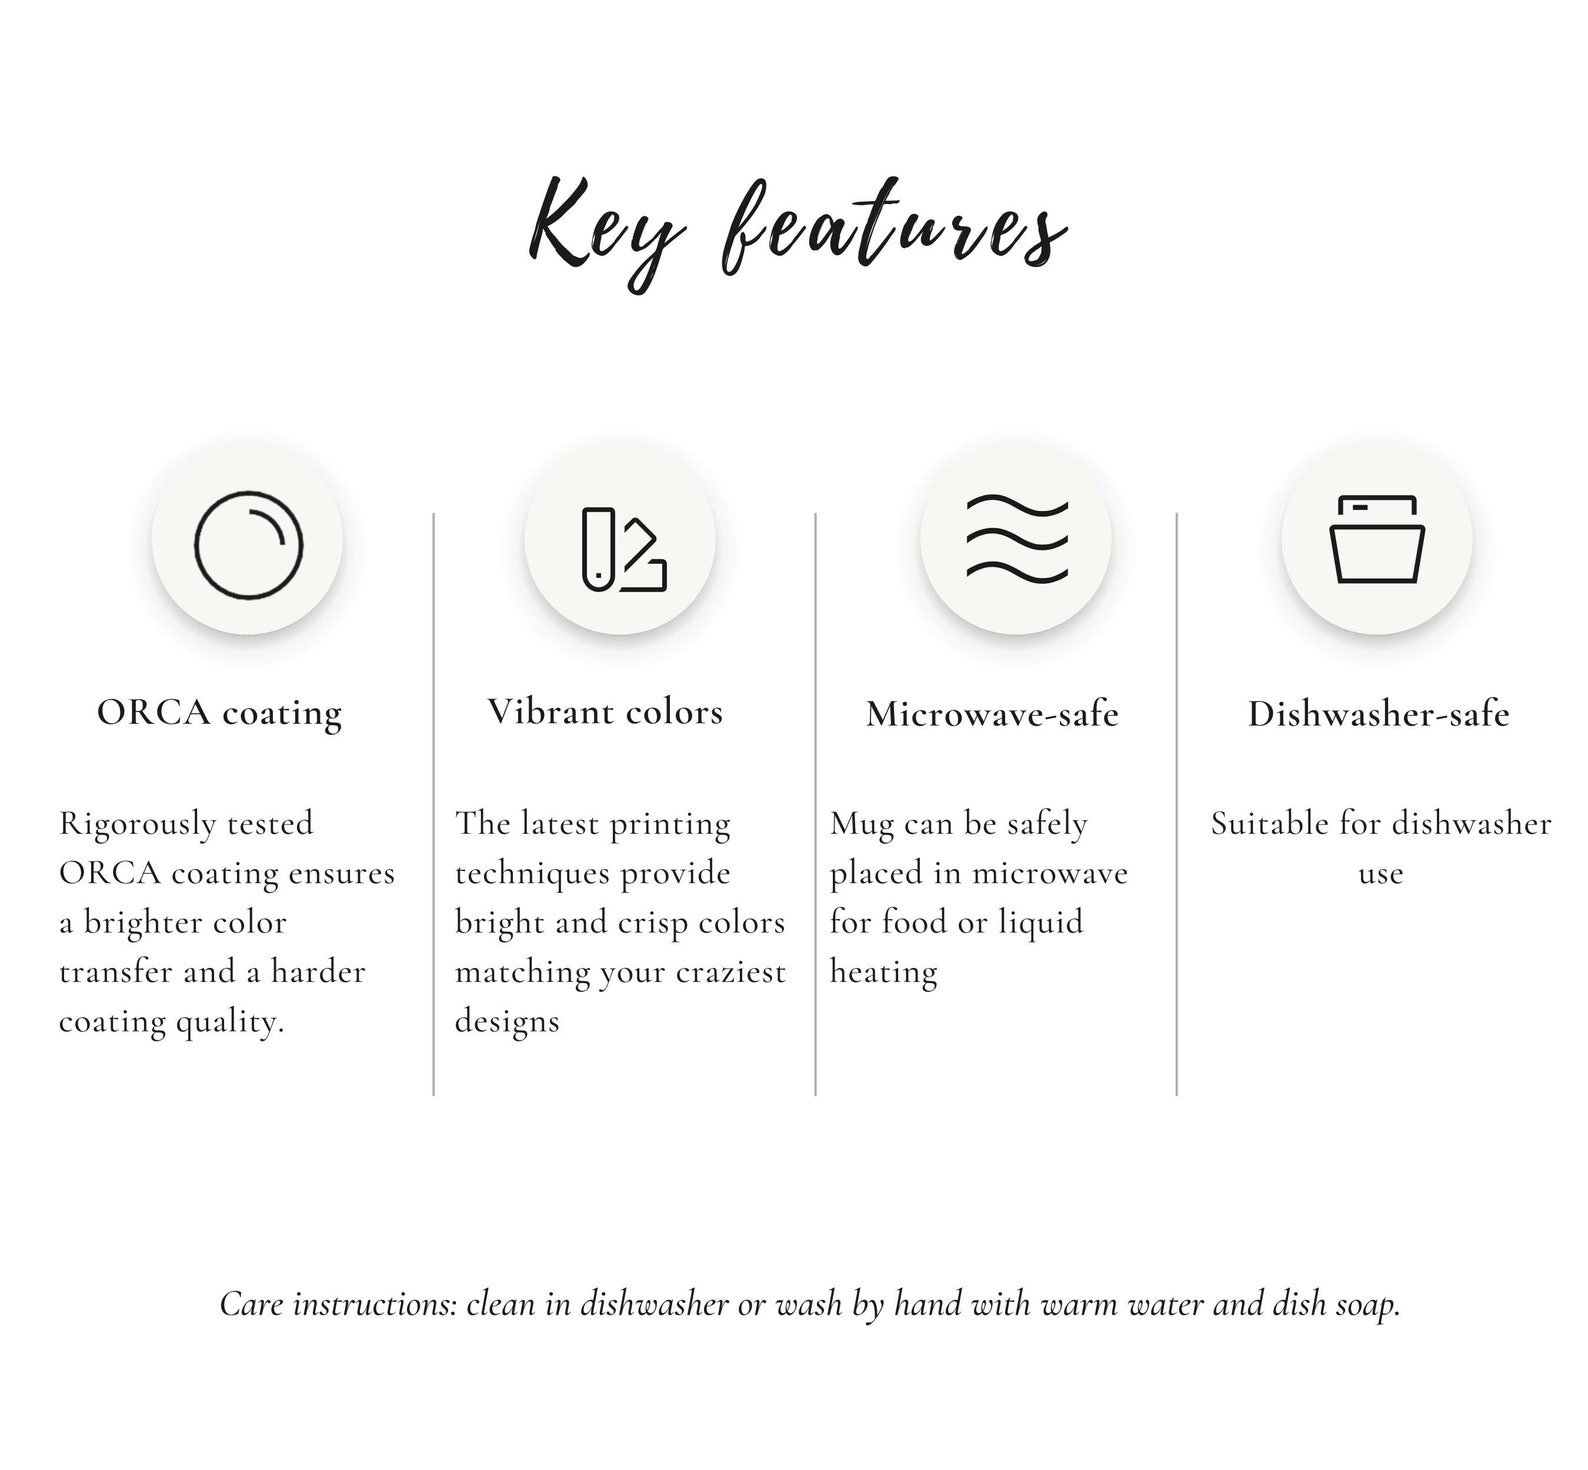 Key features
ORCA coating
Rigorously tested
ORCA coating ensures
a brighter color
transfer and a harder
coating quality.
Vibrant colors
The latest printing
techniques provide
bright and crisp colors
matching your craziest
designs
Microwave-safe
Mug can be safely
placed in microwave
for food or liquid
heating
Dishwasher-safe
Suitable for dishwasher
use
Care instructions: clean in dishwasher or wash by hand with warm water and dish soap.